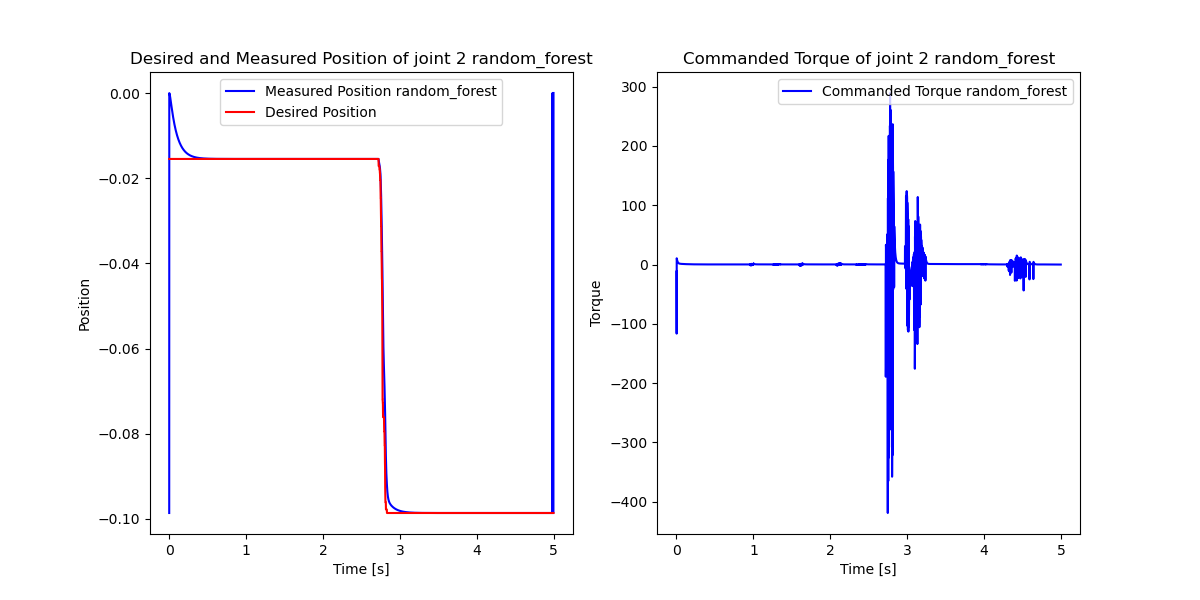 Desired and Measured Position of joint 2 random_forest
Measured Position random_forest
Desired Position
0.00
−0.02
−0.04
−0.06
−0.08
−0.10
Position
0 1 2 3 4 5
Time [s]
Commanded Torque of joint 2 random_forest
Commanded Torque random_forest
300
200
100
0
−100
−200
−300
−400
Torque
0 1 2 3 4 5
Time [s]